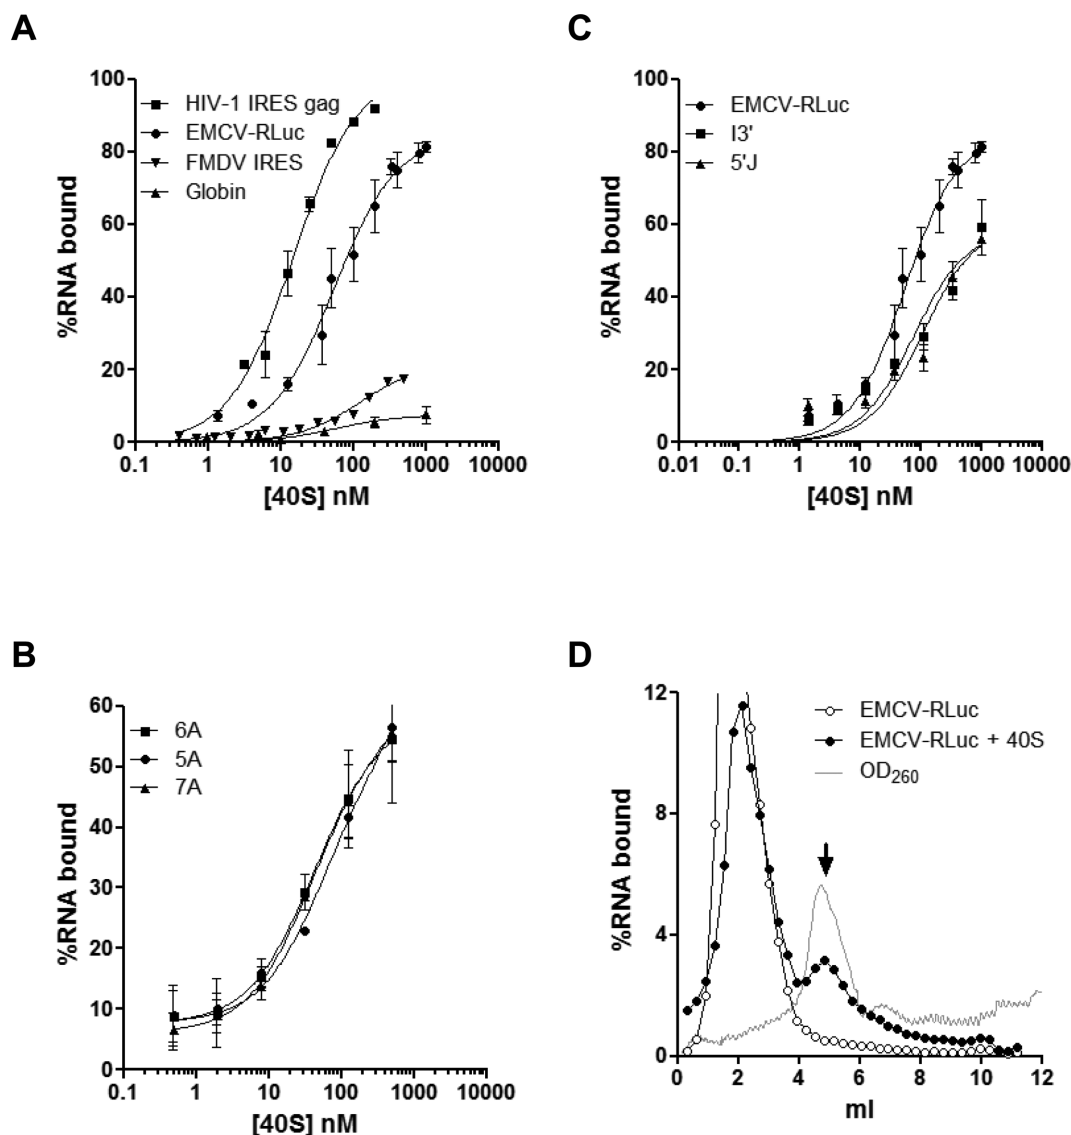 A
100
80
60
40
20
0
%RNA bound
HIV-1 IRES gag
EMCV-RLuc
FMDV IRES
Globin
0.1 1 10 100 1000 10000
[40S] nM
C
100
80
60
40
20
0
%RNA bound
EMCV-RLuc
I3'
5'J
0.01 0.1 1 10 100 1000 10000
[40S] nM
B
60
50
40
30
20
10
0
%RNA bound
6A
5A
7A
0.1 1 10 100 1000 10000
[40S] nM
D
12
8
4
0
%RNA bound
EMCV-RLuc
EMCV-RLuc + 40S
OD260
0 2 4 6 8 10 12
ml